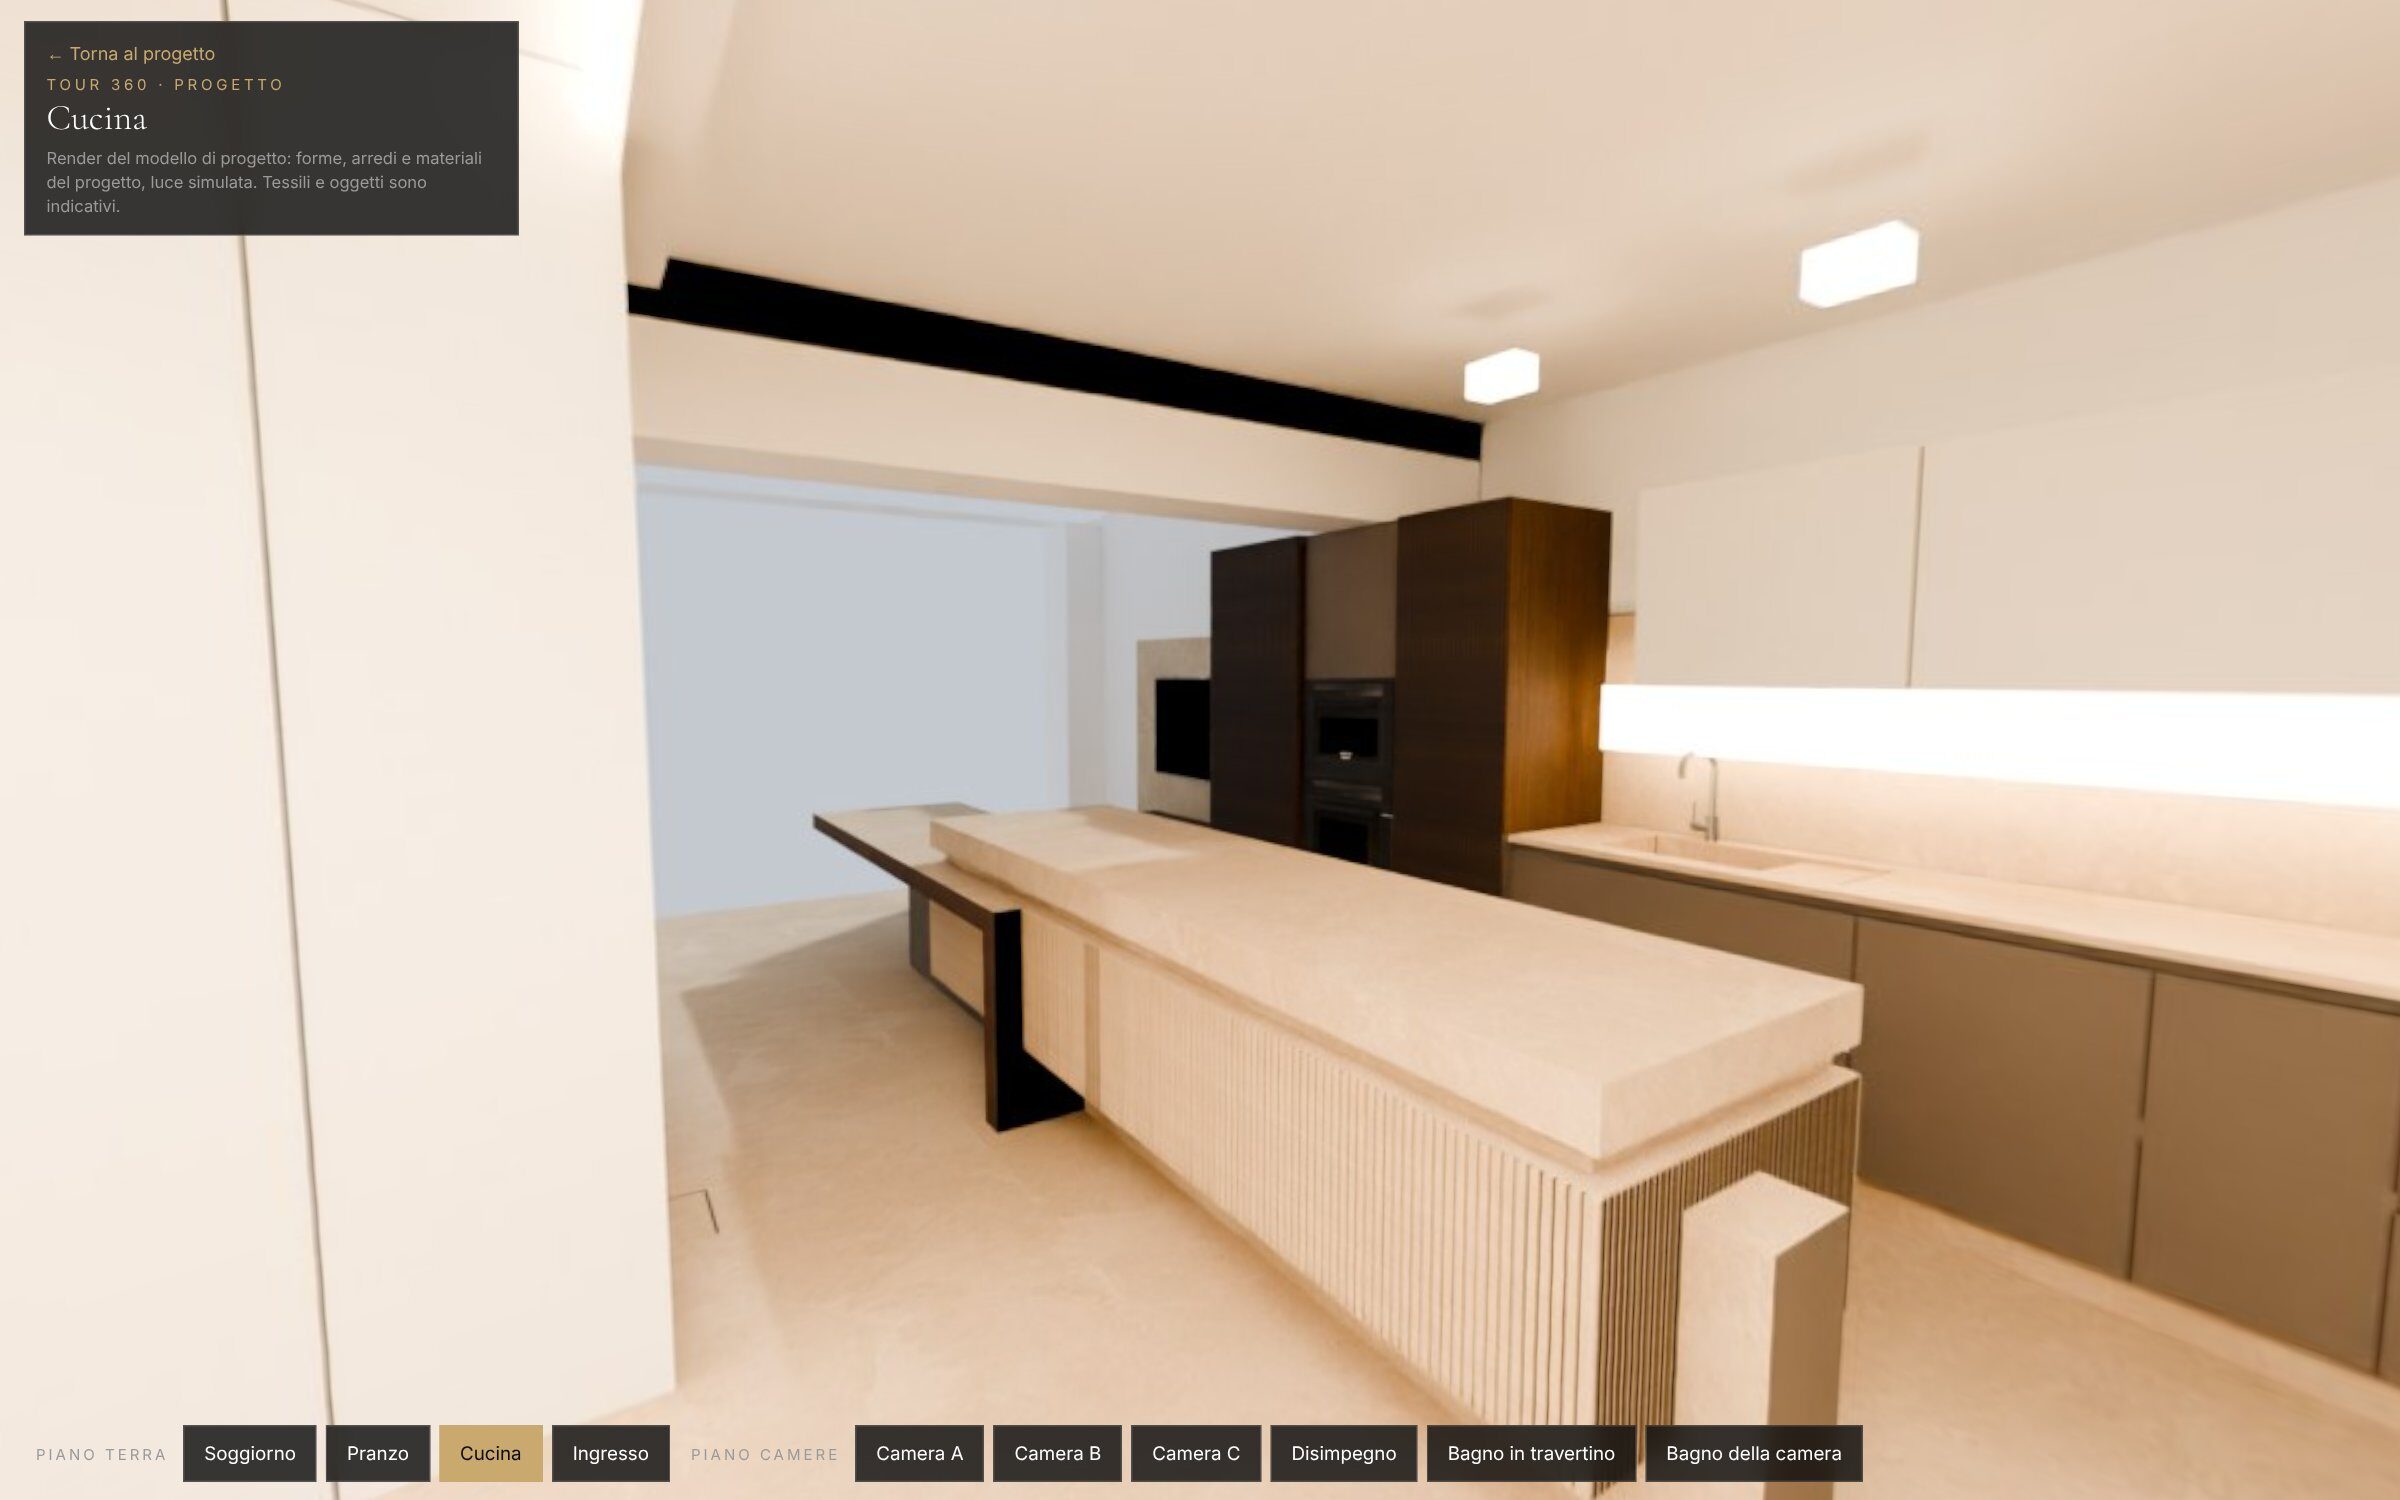 ← Torna al progetto
TOUR 360 · PROGETTO
Cucina
Render del modello di progetto: forme, arredi e materiali
del progetto, luce simulata. Tessili e oggetti sono
indicativi.
PIANO TERRA Soggiorno Pranzo Cucina Ingresso PIANO CAMERE Camera A Camera B Camera C Disimpegno Bagno in travertino Bagno della camera